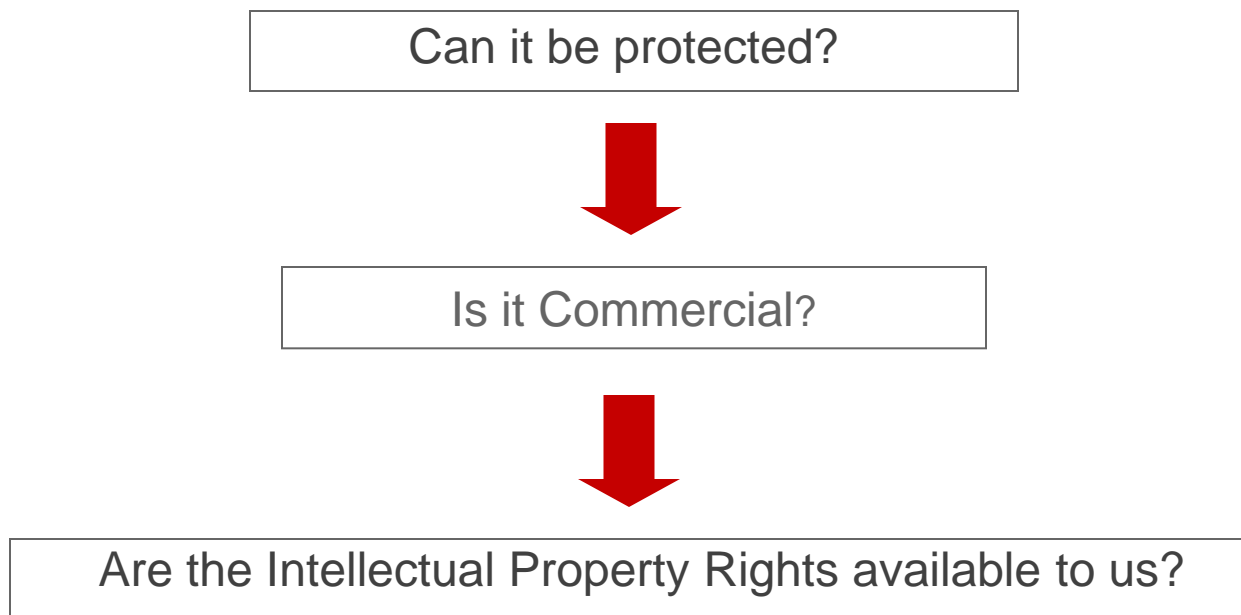 Can it be protected?
Is it Commercial?
Are the Intellectual Property Rights available to us?